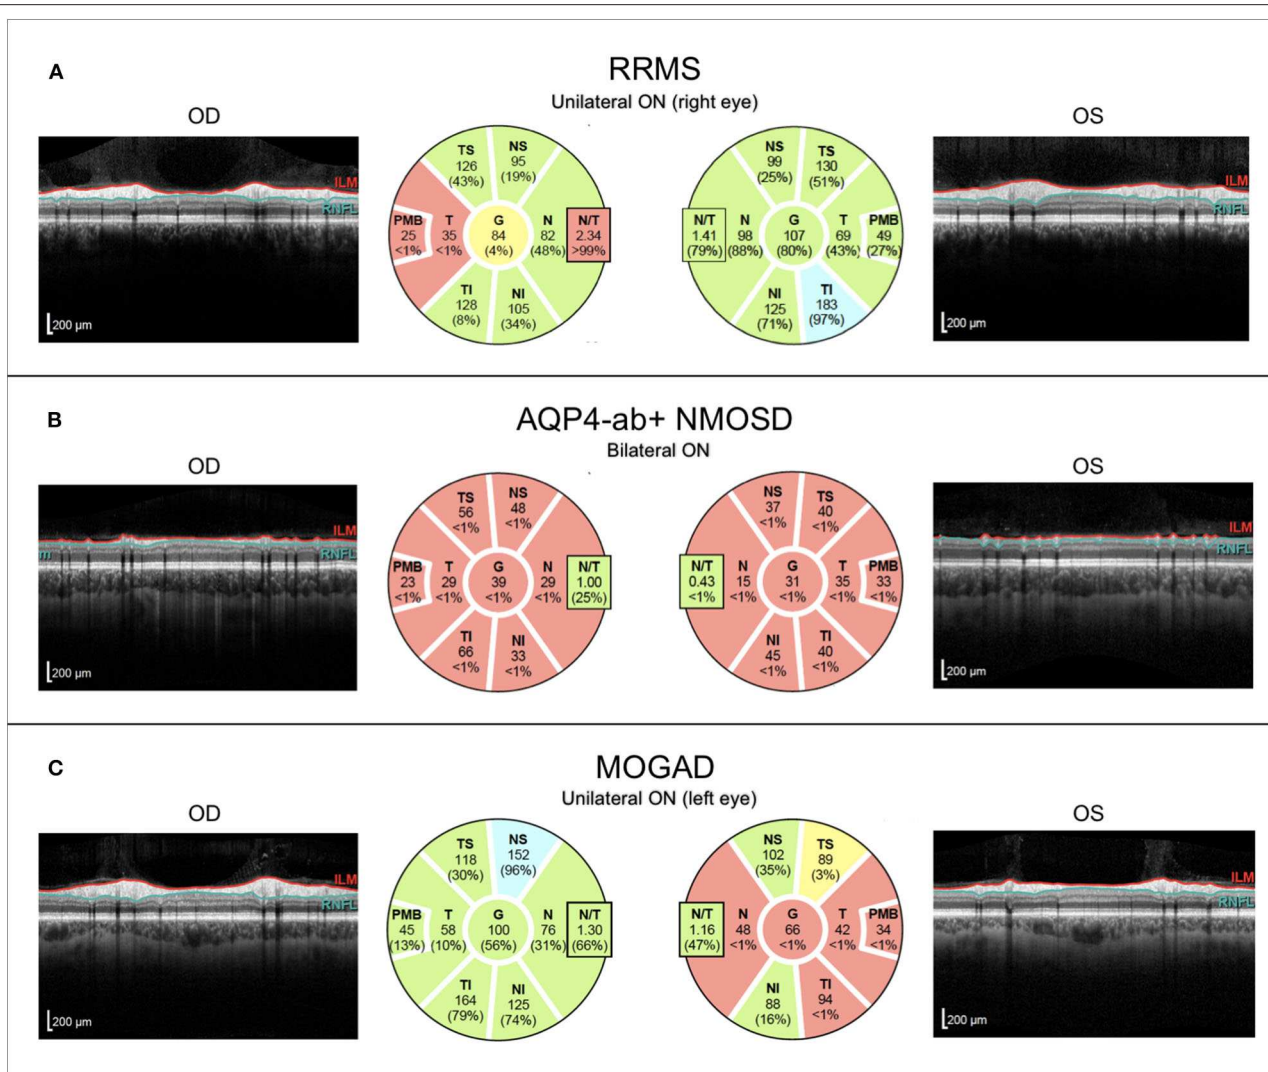 A
RRMS
Unilateral ON (right eye)
OD
OS
ILM
RNFL
200 µm
TS
126
(43%)
NS
95
(19%)
PMB
25
<1%
T
35
<1%
G
84
(4%)
N
82
(48%)
N/T
2.34
>99%
TI
128
(8%)
NI
105
(34%)
NS
99
(25%)
TS
130
(51%)
N/T
1.41
(79%)
N
98
(88%)
G
107
(80%)
T
69
(43%)
PMB
49
(27%)
NI
125
(71%)
TI
183
(97%)
ILM
RNFL
200 µm
B
AQP4-ab+ NMOSD
Bilateral ON
OD
OS
ILM
m
RNFL
200 µm
TS
56
<1%
NS
48
<1%
PMB
23
<1%
T
29
<1%
G
39
<1%
N
29
<1%
N/T
1.00
(25%)
TI
66
<1%
NI
33
<1%
NS
37
<1%
TS
40
<1%
N/T
0.43
<1%
N
15
<1%
G
31
<1%
T
35
<1%
PMB
33
<1%
NI
45
<1%
TI
40
<1%
ILM
RNFL
200 µm
C
MOGAD
Unilateral ON (left eye)
OD
OS
ILM
RNFL
200 µm
TS
118
(30%)
NS
152
(96%)
PMB
45
(13%)
T
58
(10%)
G
100
(56%)
N
76
(31%)
N/T
1.30
(66%)
TI
164
(79%)
NI
125
(74%)
NS
102
(35%)
TS
89
(3%)
N/T
1.16
(47%)
N
48
<1%
G
66
<1%
T
42
<1%
PMB
34
<1%
NI
88
(16%)
TI
94
<1%
ILM
RNFL
200 µm